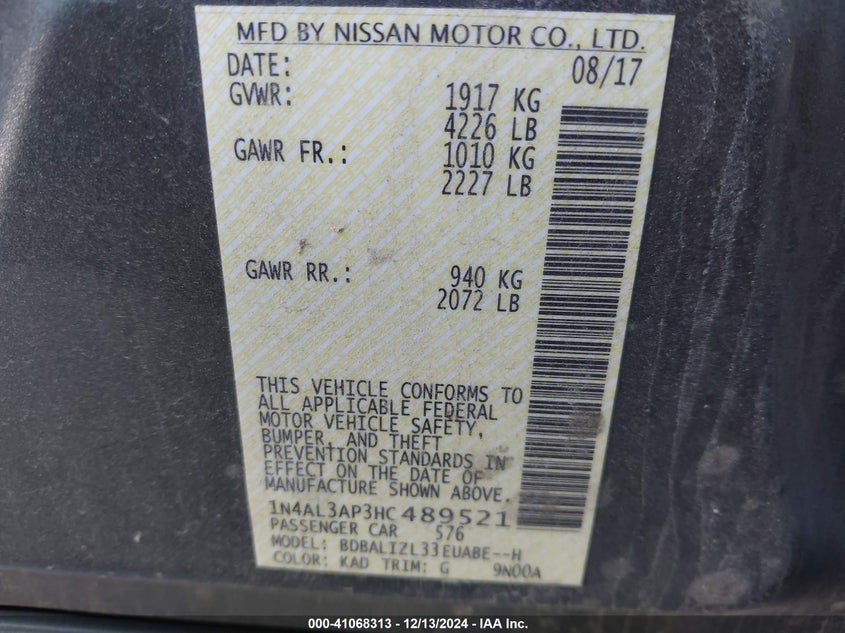 MFD BY NISSAN MOTOR CO., LTD.
DATE: 08/17
GVWR: 1917 KG
4226 LB
GAWR FR.: 1010 KG
2227 LB
GAWR RR.: 940 KG
2072 LB
THIS VEHICLE CONFORMS TO
ALL APPLICABLE FEDERAL
MOTOR VEHICLE SAFETY,
BUMPER, AND THEFT
PREVENTION STANDARDS IN
EFFECT ON THE DATE OF
MANUFACTURE SHOWN ABOVE.
1N4AL3AP3HC489521
PASSENGER CAR 576
MODEL: BDBALIZL33EUABE--H
COLOR: KAD TRIM: G 9N00A
000-41068313 - 12/13/2024 - IAA Inc.